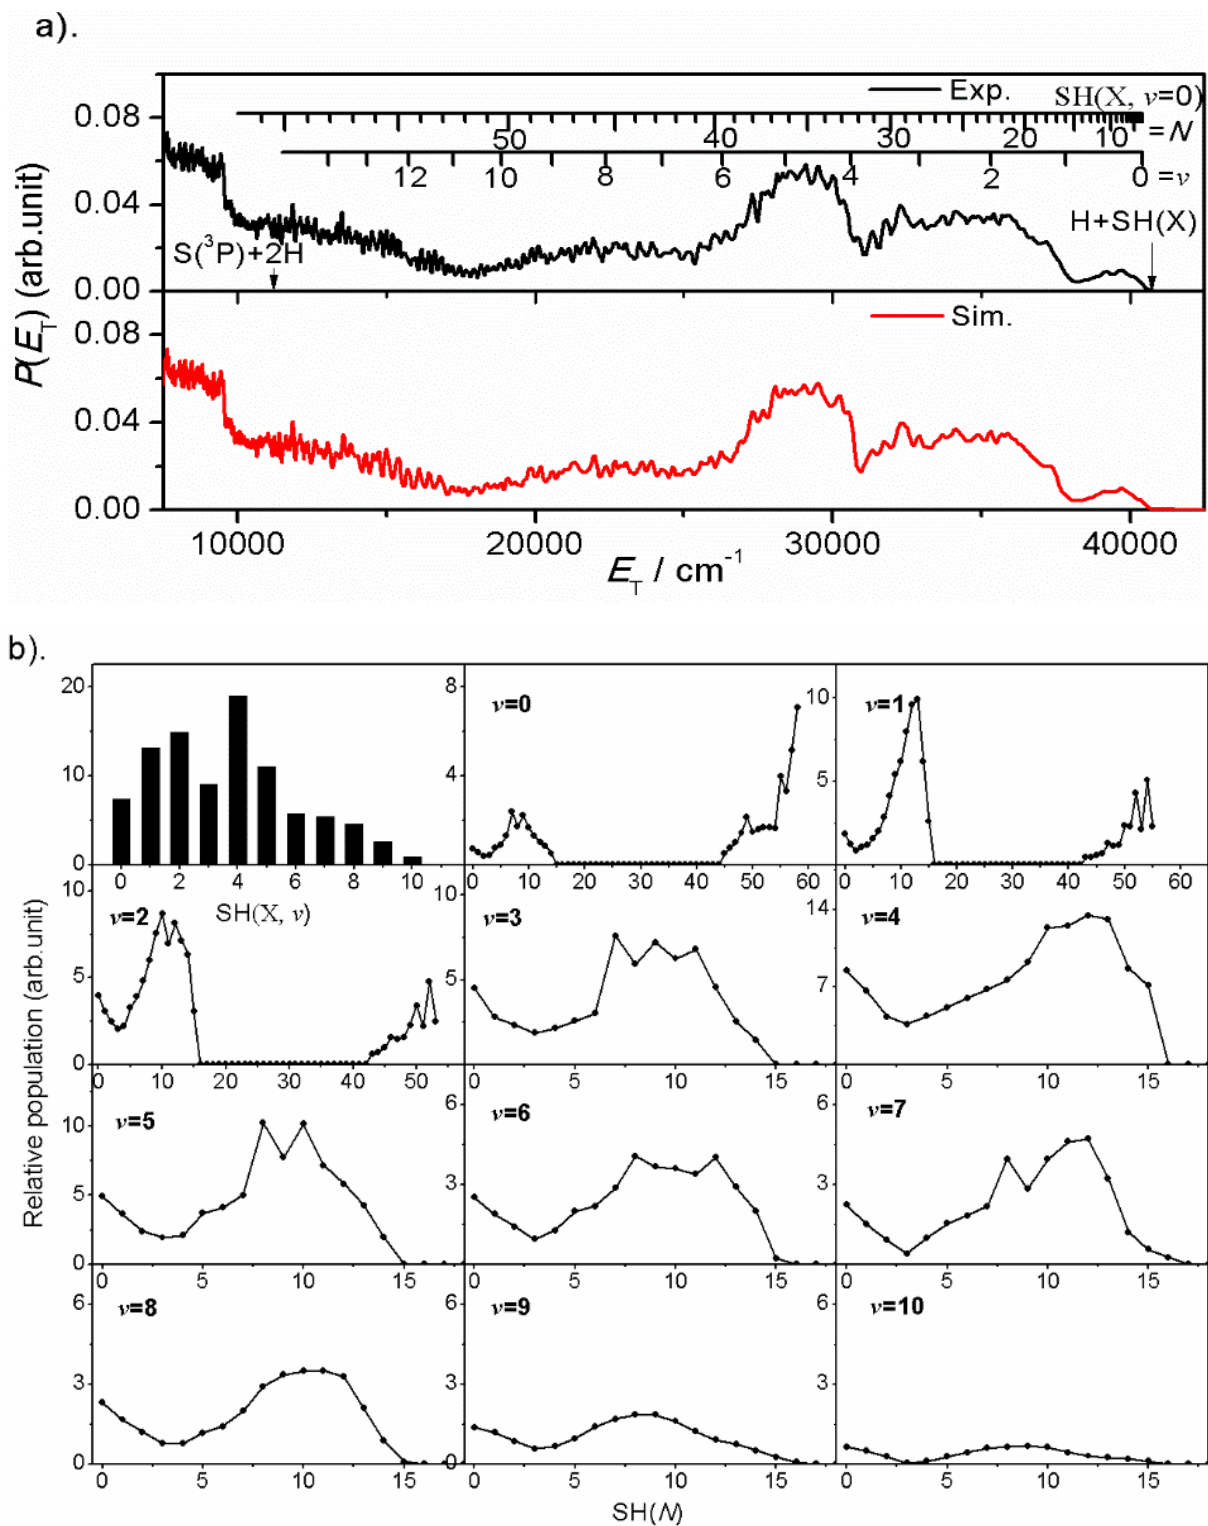 a).
Exp.
SH(X, v=0)
50 40 30 20 10 =N
12 10 8 6 4 2 0 =v
S(³P)+2H
H+SH(X)
0.08
0.04
0.00
P(E_T) (arb.unit)
Sim.
0.08
0.04
0.00
10000 20000 30000 40000
E_T / cm⁻¹
b).
20
10
0
0 2 4 6 8 10
SH(X, v)
v=0
8
4
0 10 20 30 40 50 60
v=1
10
5
0 10 20 30 40 50 60
Relative population (arb.unit)
v=2
10
5
0
0 10 20 30 40 50
v=3
10
5
0
0 5 10 15
v=4
14
7
0 5 10 15
v=5
10
5
0
0 5 10 15
v=6
6
3
0
0 5 10 15
v=7
6
3
0
0 5 10 15
v=8
6
3
0
0 5 10 15
v=9
6
3
0
0 5 10 15
v=10
6
3
0
0 5 10 15
SH(N)